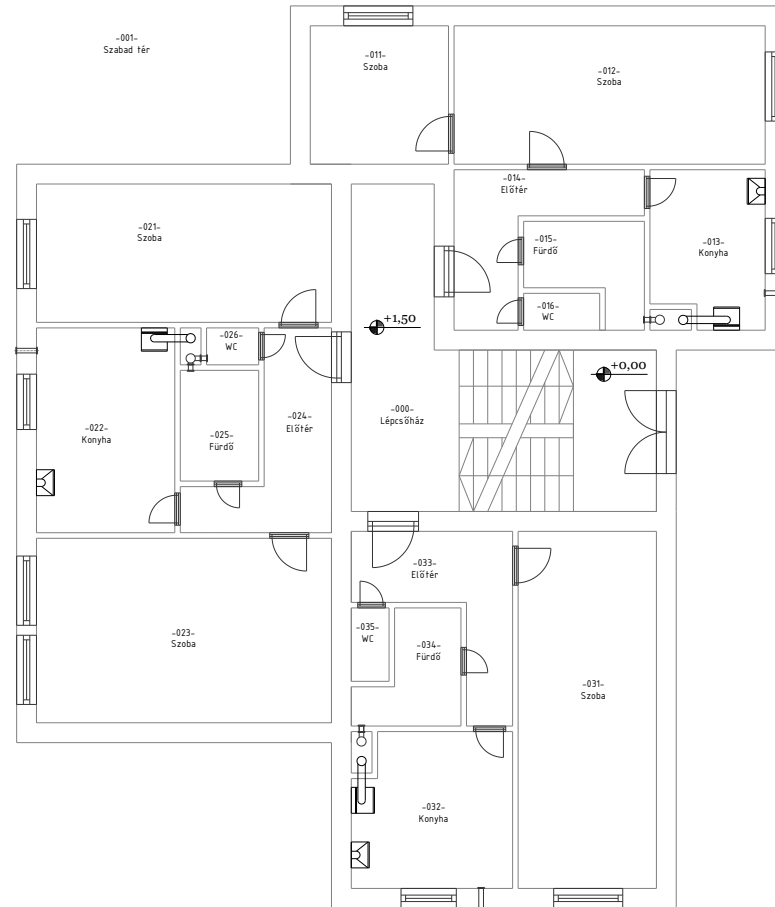 -001-
Szabad tér
-011-
Szoba
-012-
Szoba
-014-
Előtér
-013-
Konyha
-015-
Fürdő
-016-
WC
-021-
Szoba
+1,50
-026-
WC
+0,00
-000-
Lépcsőház
-024-
Előtér
-022-
Konyha
-025-
Fürdő
-033-
Előtér
-035-
WC
-034-
Fürdő
-023-
Szoba
-031-
Szoba
-032-
Konyha